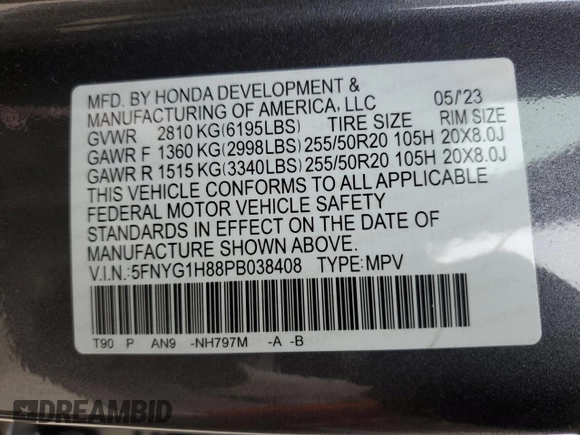 MFD. BY HONDA DEVELOPMENT &
MANUFACTURING OF AMERICA, LLC 05/'23
GVWR 2810 KG(6195LBS) TIRE SIZE RIM SIZE
GAWR F 1360 KG(2998LBS) 255/50R20 105H 20X8.0J
GAWR R 1515 KG(3340LBS) 255/50R20 105H 20X8.0J
THIS VEHICLE CONFORMS TO ALL APPLICABLE
FEDERAL MOTOR VEHICLE SAFETY
STANDARDS IN EFFECT ON THE DATE OF
MANUFACTURE SHOWN ABOVE.
V.I.N.:5FNYG1H88PB038408 TYPE:MPV
T90 P AN9 -NH797M -A -B
DREAMBID